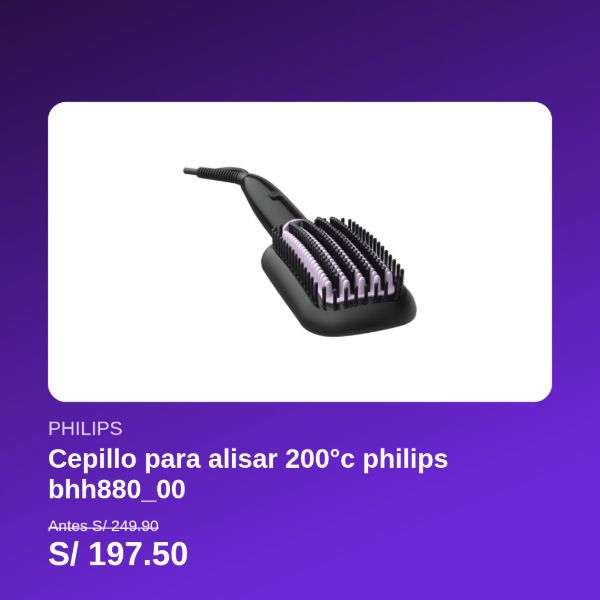 PHILIPS
Cepillo para alisar 200°c philips
bhh880_00
Antes S/ 249.90
S/ 197.50